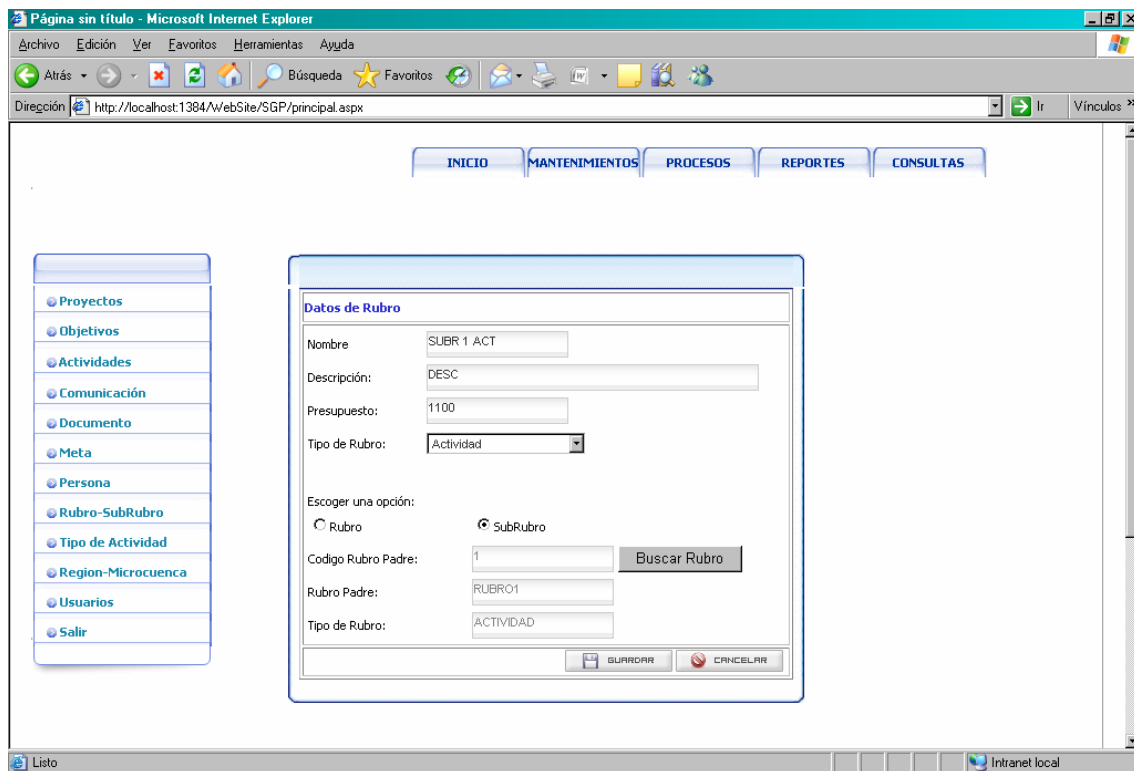 Página sin título - Microsoft Internet Explorer
Archivo Edición Ver Favoritos Herramientas Ayuda
Atrás Búsqueda Favoritos
Dirección http://localhost:1384/WebSite/SGP/principal.aspx Ir Vínculos »
INICIO MANTENIMIENTOS PROCESOS REPORTES CONSULTAS
Proyectos
Objetivos
Actividades
Comunicación
Documento
Meta
Persona
Rubro-SubRubro
Tipo de Actividad
Region-Microcuenca
Usuarios
Salir
Datos de Rubro
Nombre SUBR 1 ACT
Descripción: DESC
Presupuesto: 1100
Tipo de Rubro: Actividad
Escoger una opción:
Rubro SubRubro
Codigo Rubro Padre: 1 Buscar Rubro
Rubro Padre: RUBRO1
Tipo de Rubro: ACTIVIDAD
GUARDAR CANCELAR
Listo Intranet local